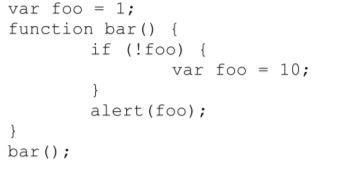 var foo = 1;
function bar() {
        if (!foo) {
                var foo = 10;
        }
        alert(foo);
}
bar();